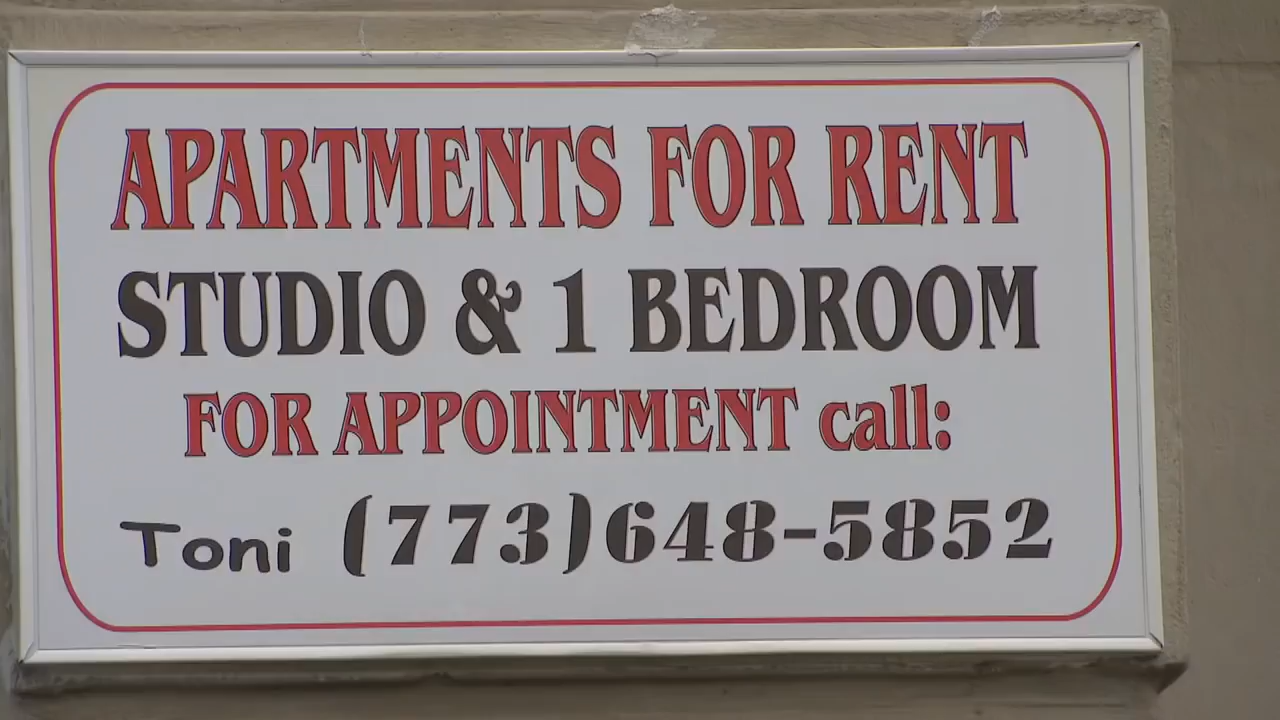 APARTMENTS FOR RENT
STUDIO & 1 BEDROOM
FOR APPOINTMENT call:
Toni (773)648-5852